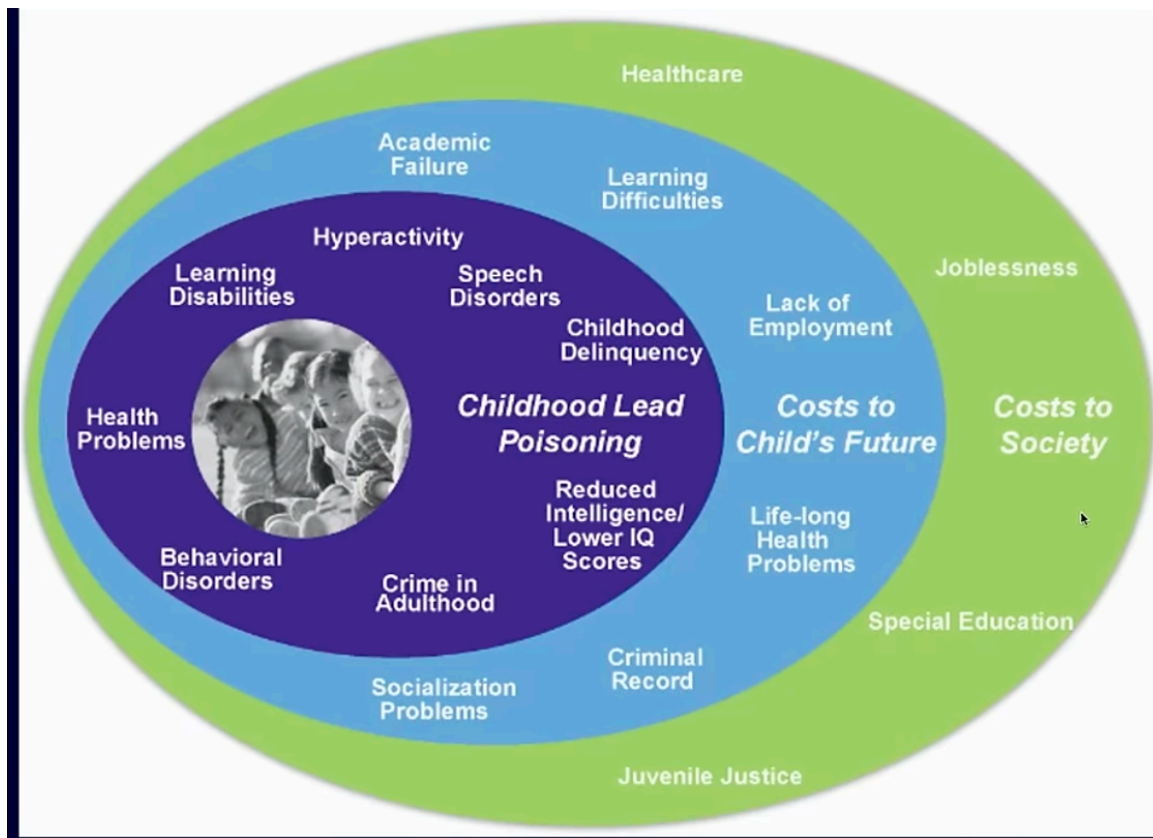 Healthcare
Academic
Failure
Learning
Difficulties
Hyperactivity
Learning
Disabilities
Speech
Disorders
Joblessness
Lack of
Employment
Childhood
Delinquency
Health
Problems
Childhood Lead
Poisoning
Costs to
Child's Future
Costs to
Society
Reduced
Intelligence/
Lower IQ
Scores
Life-long
Health
Problems
Behavioral
Disorders
Crime in
Adulthood
Special Education
Criminal
Record
Socialization
Problems
Juvenile Justice